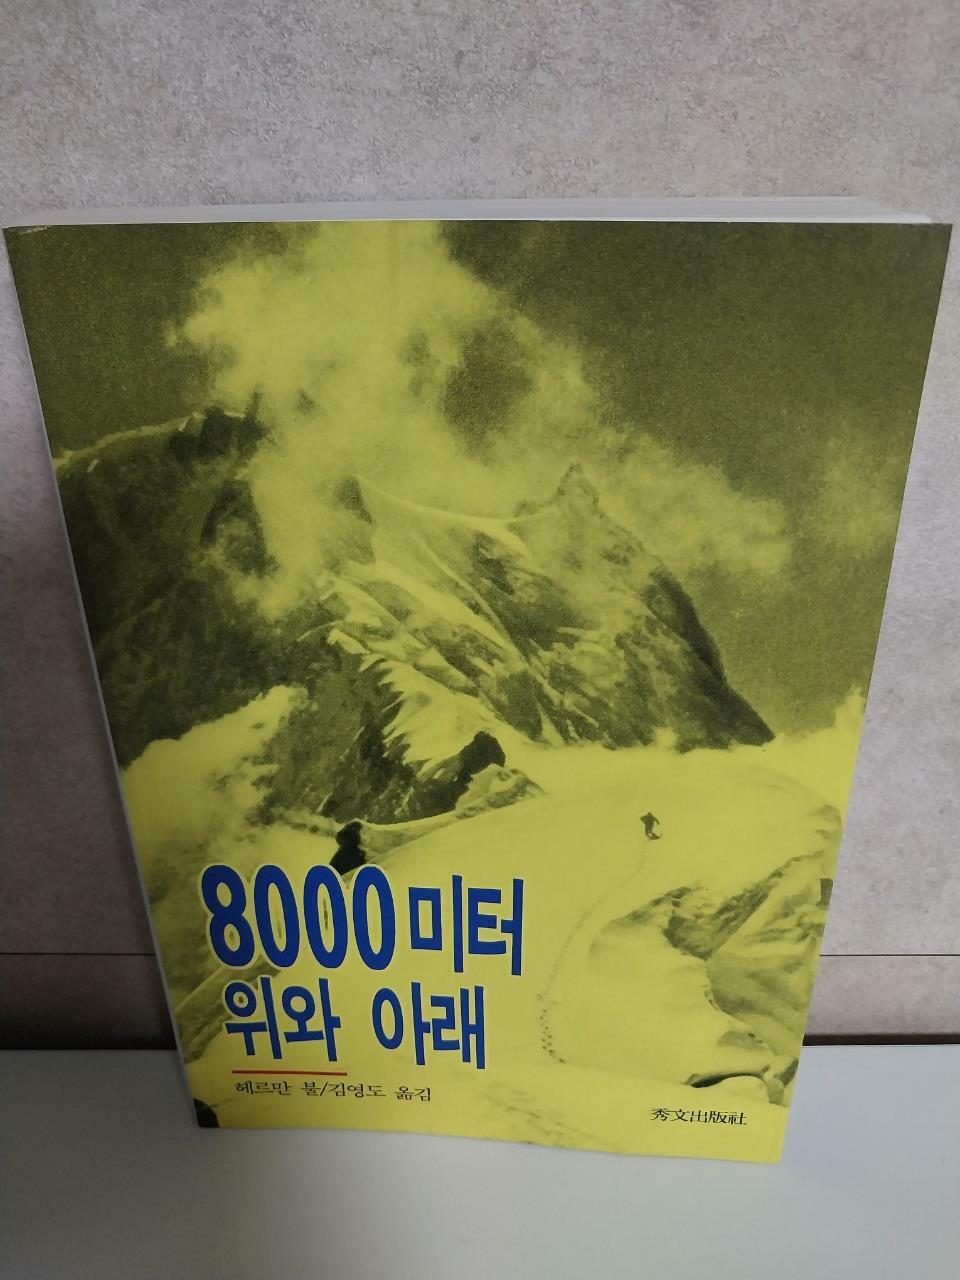 8000미터
위와 아래
헤르만 불/김영도 옮김
秀文出版社